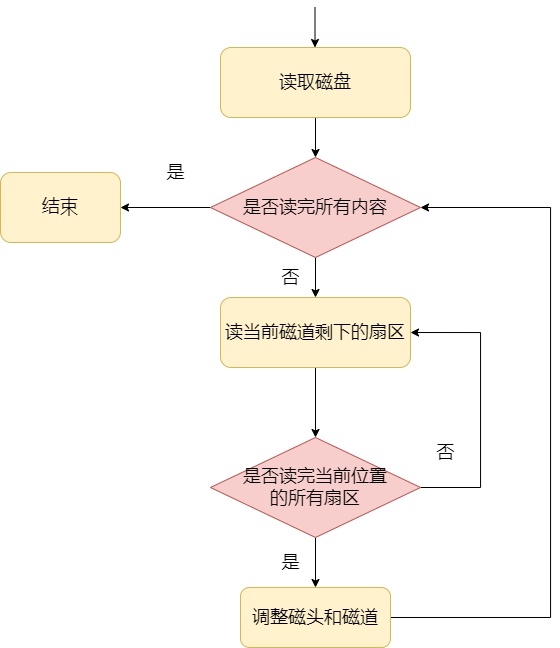 读取磁盘
是
结束
是否读完所有内容
否
读当前磁道剩下的扇区
否
是否读完当前位置
的所有扇区
是
调整磁头和磁道